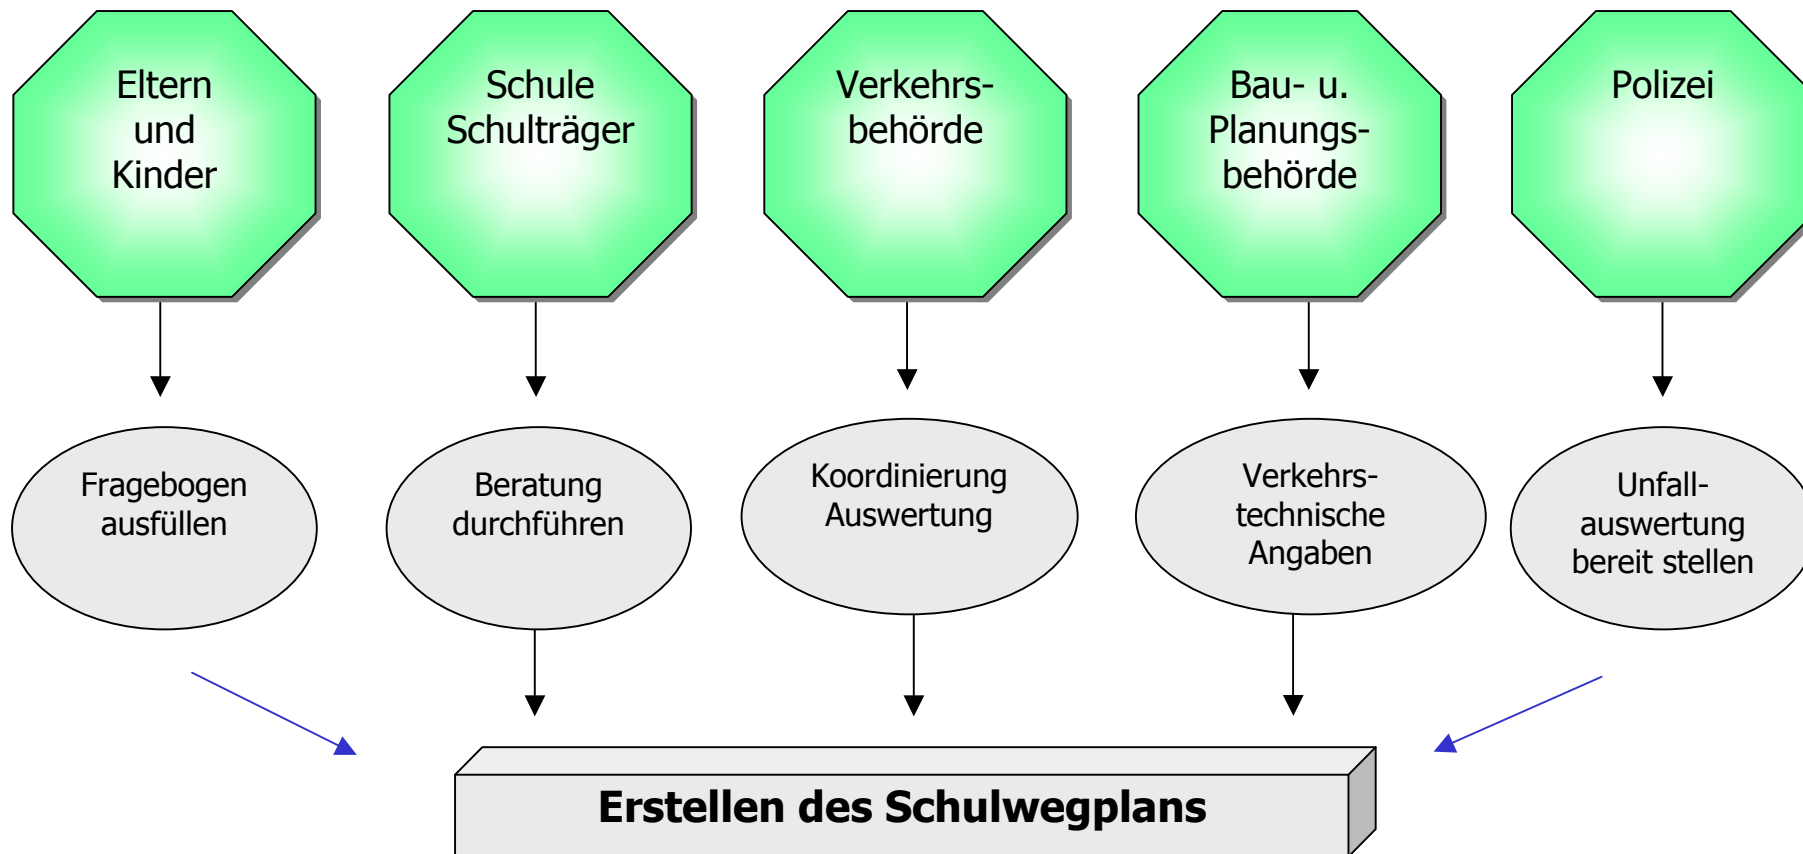 Eltern
und
Kinder
Schule
Schulträger
Verkehrs-
behörde
Bau- u.
Planungs-
behörde
Polizei
Fragebogen
ausfüllen
Beratung
durchführen
Koordinierung
Auswertung
Verkehrs-
technische
Angaben
Unfall-
auswertung
bereit stellen
Erstellen des Schulwegplans